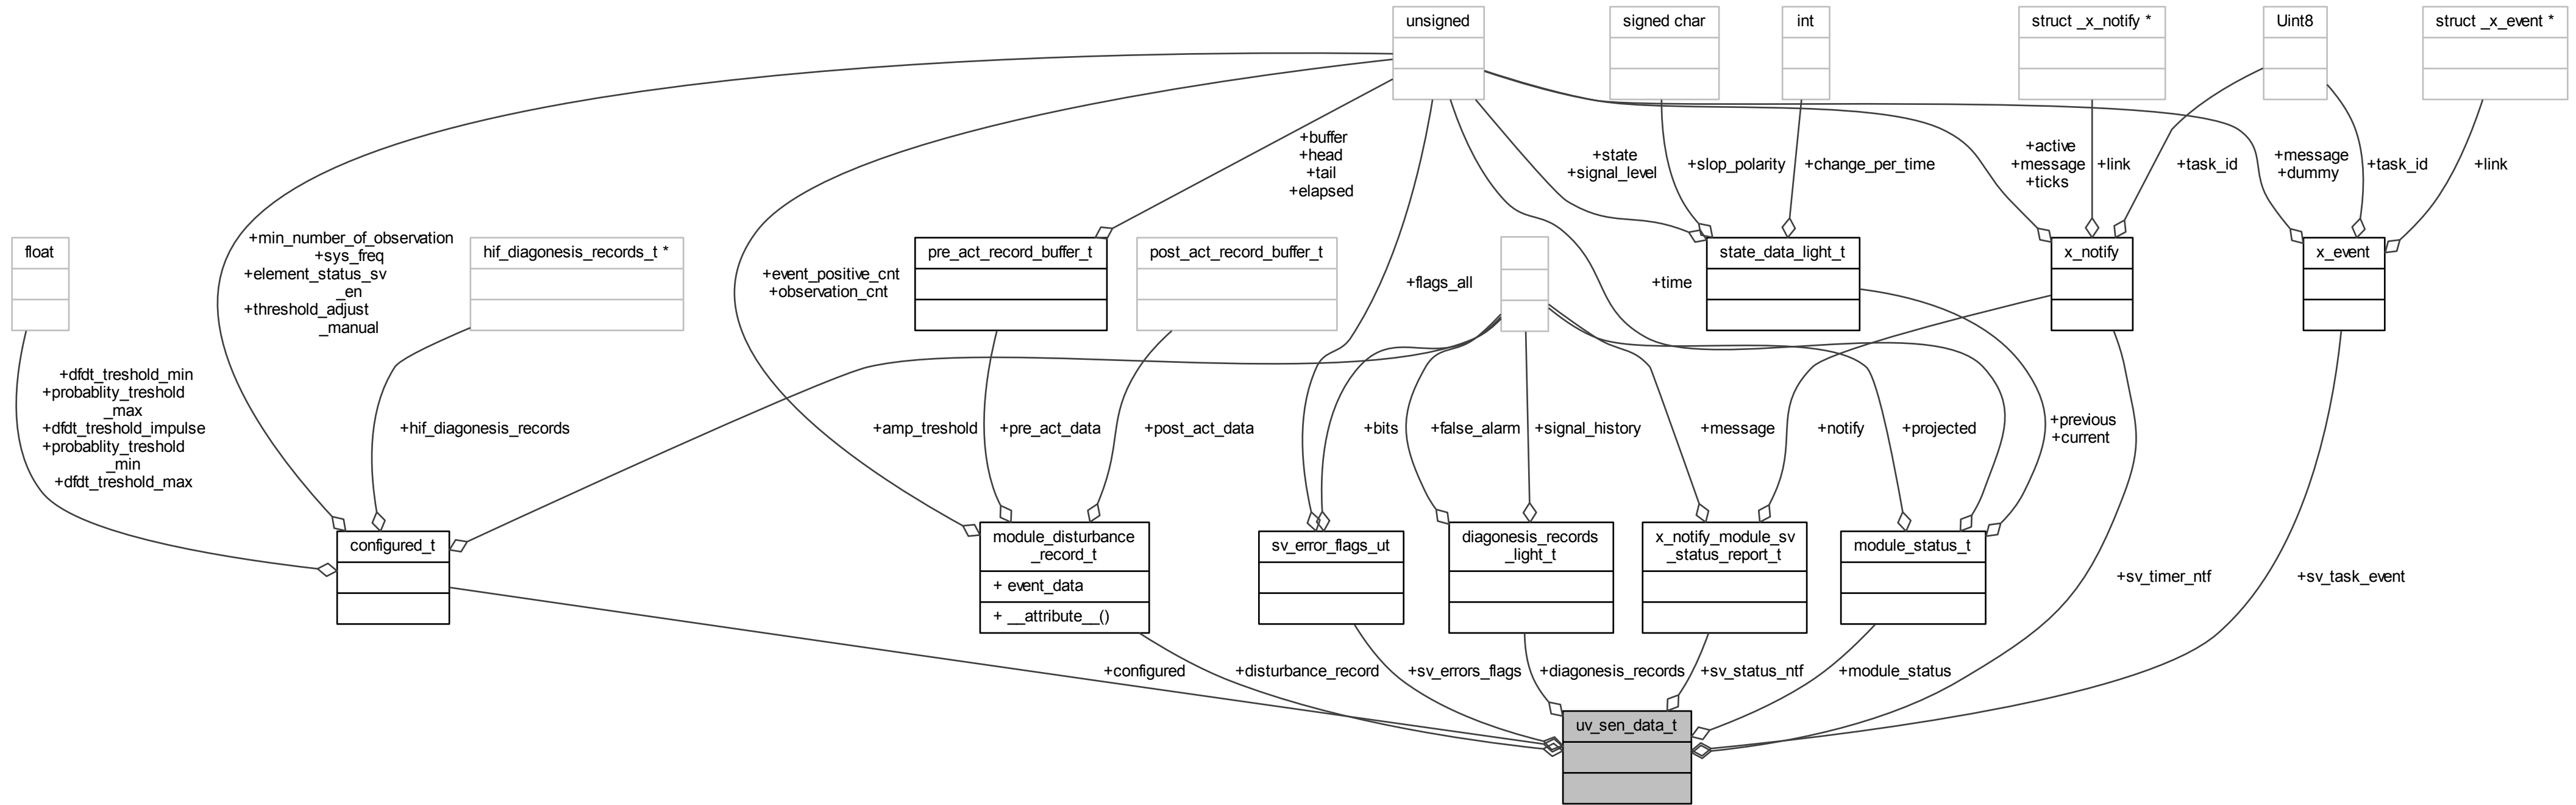 unsigned
signed char
int
struct _x_notify *
Uint8
struct _x_event *
+buffer
+head
+tail
+elapsed
+state
+signal_level
+slop_polarity
+change_per_time
+active
+message
+ticks
+link
+task_id
+message
+dummy
+task_id
+link
float
+min_number_of_observation
+sys_freq
+element_status_sv
_en
+threshold_adjust
_manual
hif_diagonesis_records_t *
+event_positive_cnt
+observation_cnt
pre_act_record_buffer_t
post_act_record_buffer_t
+flags_all
+time
state_data_light_t
x_notify
x_event
+dfdt_treshold_min
+probablity_treshold
_max
+dfdt_treshold_impulse
+probablity_treshold
_min
+dfdt_treshold_max
+hif_diagonesis_records
+amp_treshold
+pre_act_data
+post_act_data
+bits
+false_alarm
+signal_history
+message
+notify
+projected
+previous
+current
configured_t
module_disturbance
_record_t
+ event_data
+ __attribute__()
sv_error_flags_ut
diagonesis_records
_light_t
x_notify_module_sv
_status_report_t
module_status_t
+sv_timer_ntf
+sv_task_event
+configured
+disturbance_record
+sv_errors_flags
+diagonesis_records
+sv_status_ntf
+module_status
uv_sen_data_t